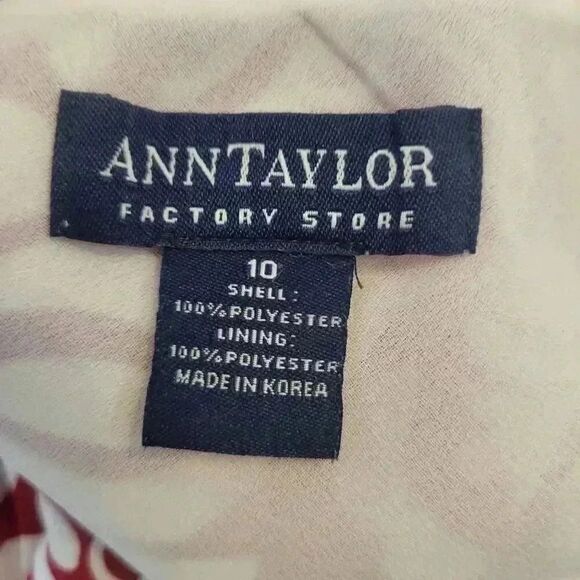 ANNTAYLOR
FACTORY STORE
10
SHELL:
100% POLYESTER
LINING:
100% POLYESTER
MADE IN KOREA